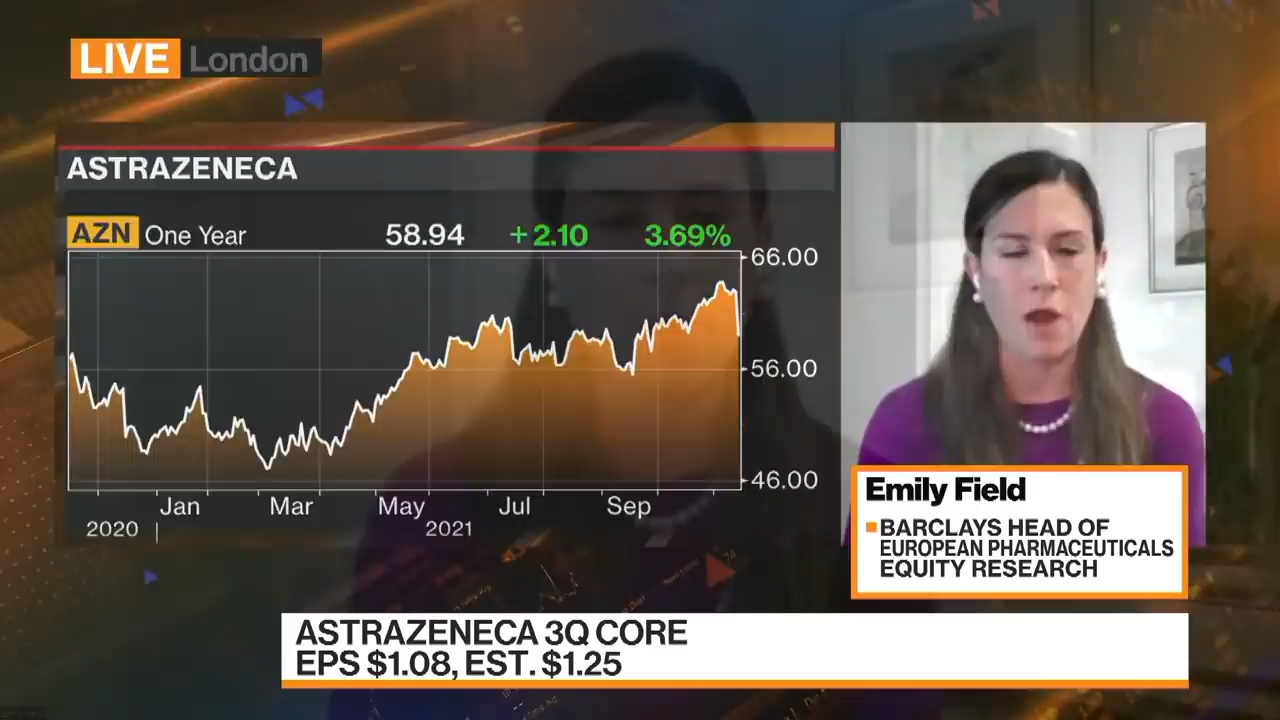 LIVE London
ASTRAZENECA
AZN One Year 58.94 +2.10 3.69%
66.00
56.00
46.00
Jan Mar May Jul Sep
2020 2021
Emily Field
BARCLAYS HEAD OF
EUROPEAN PHARMACEUTICALS
EQUITY RESEARCH
ASTRAZENECA 3Q CORE
EPS $1.08, EST. $1.25